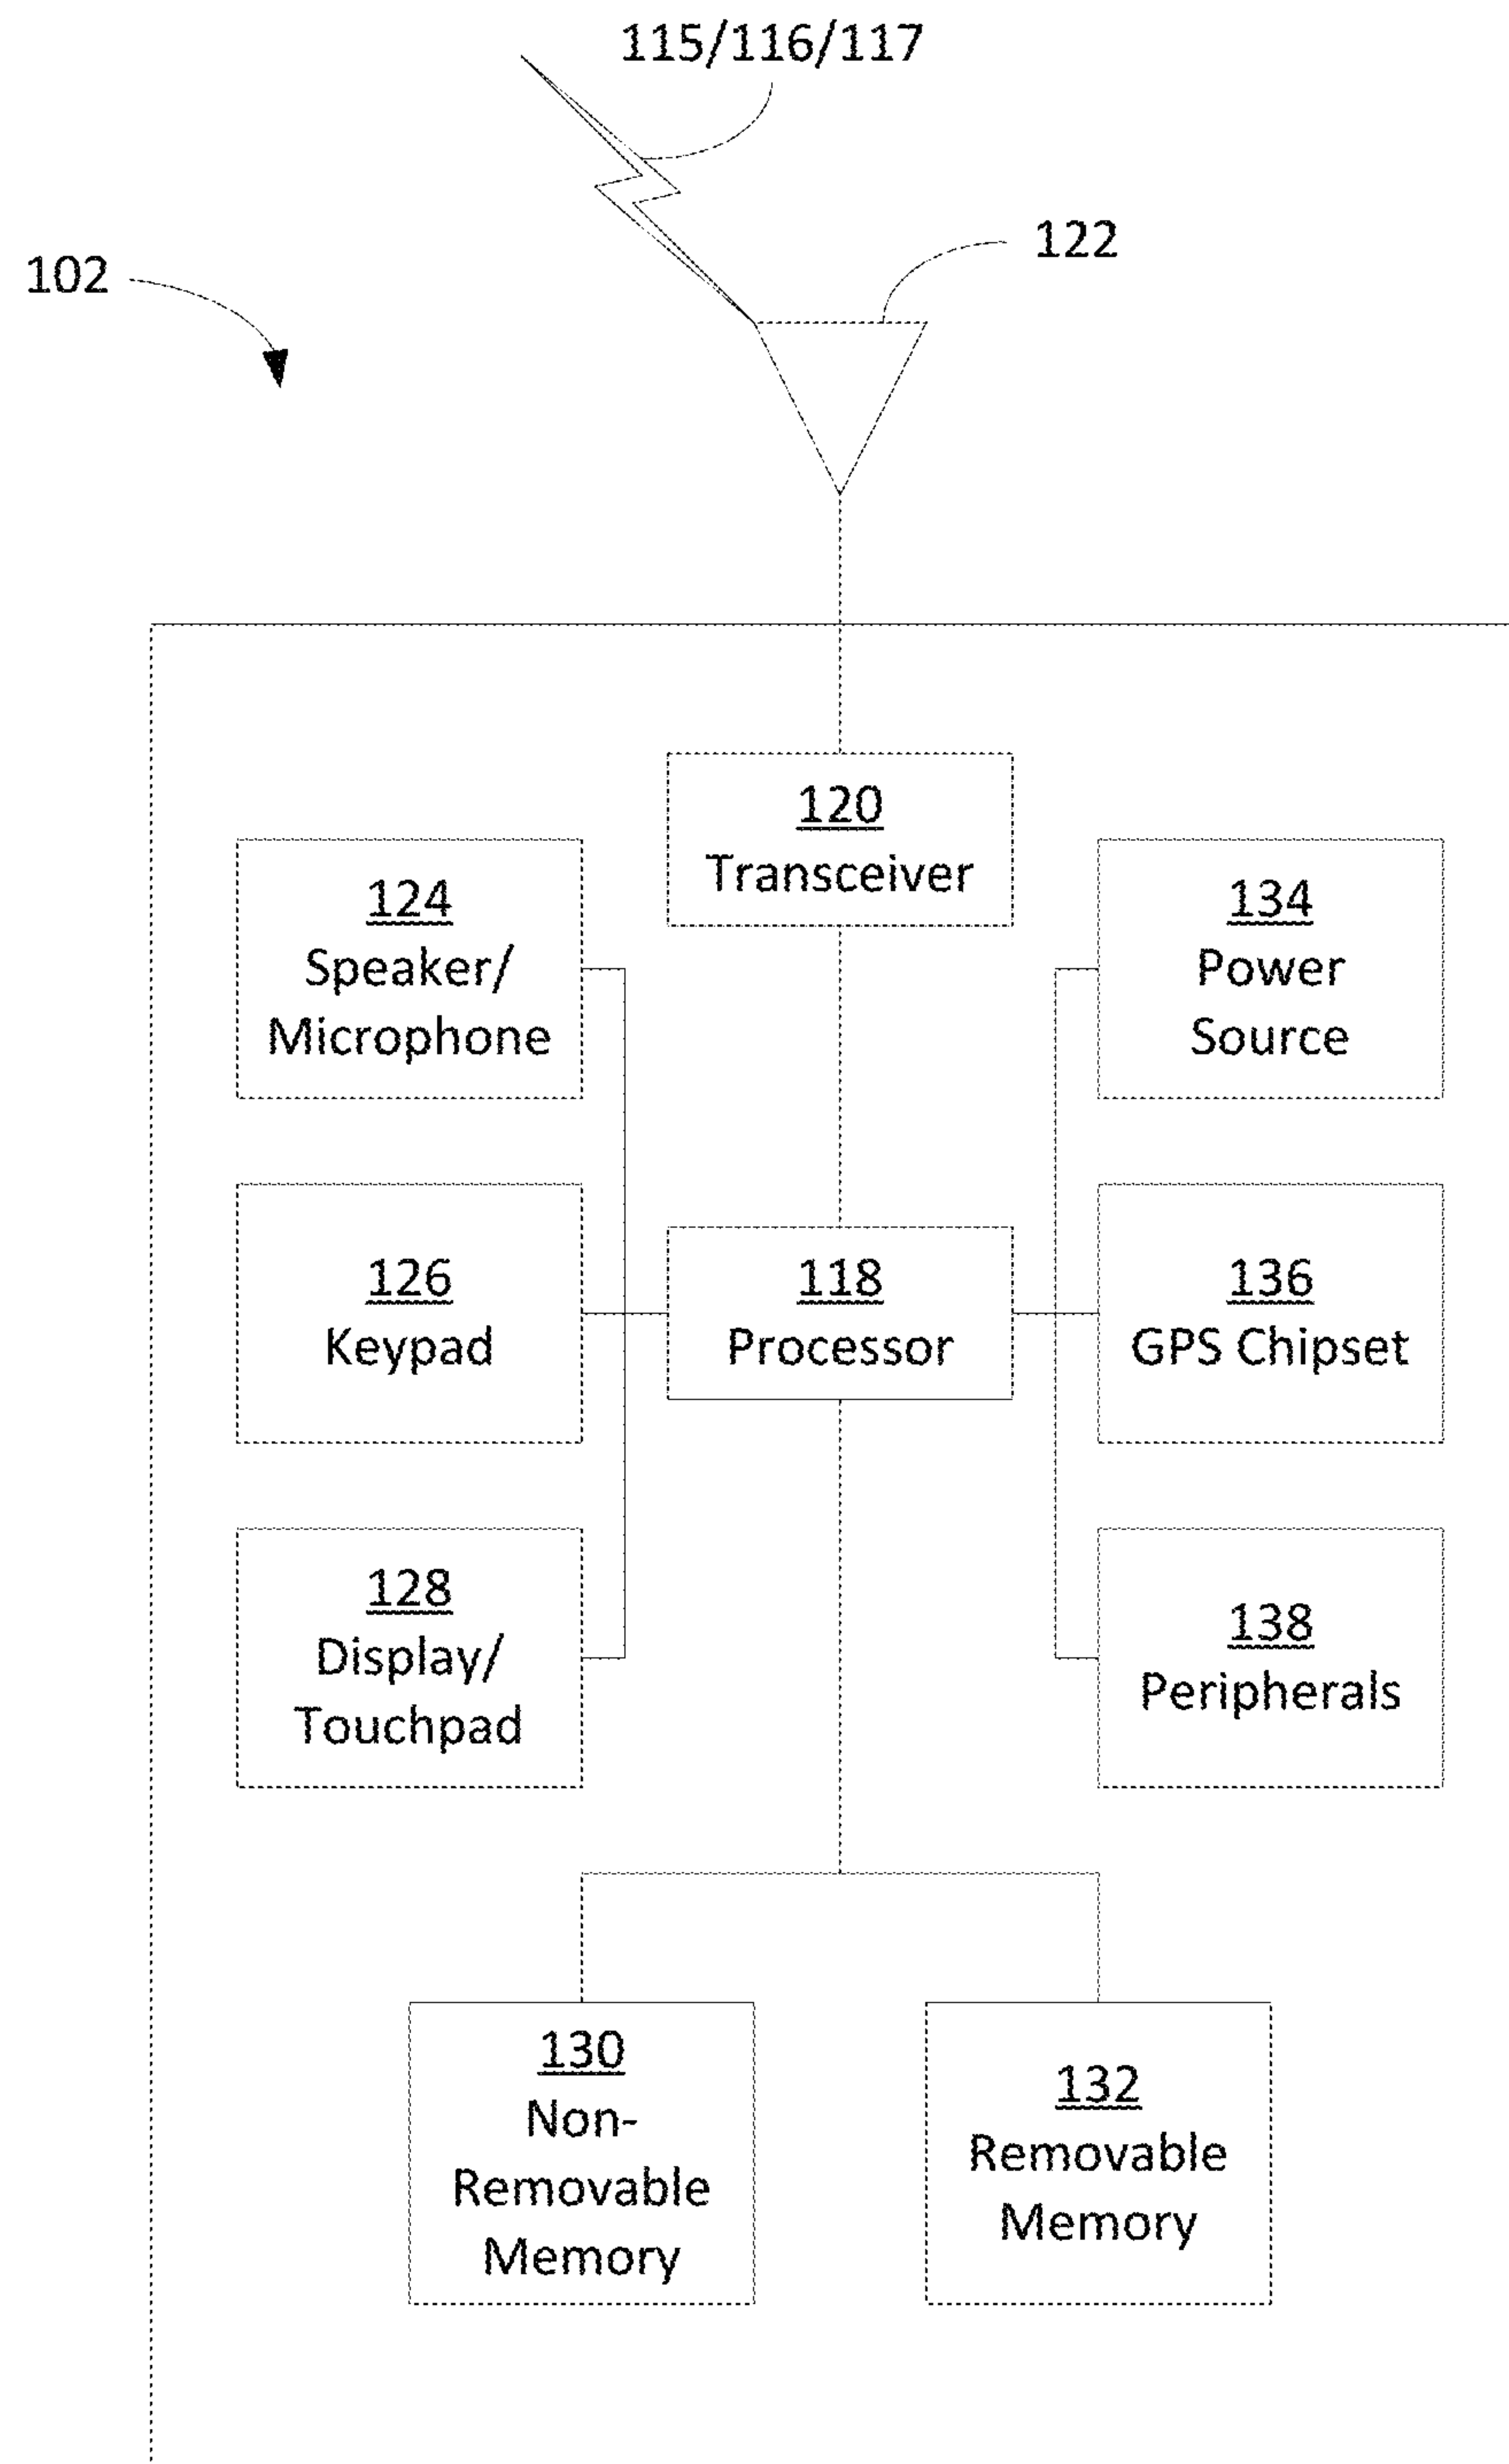 115/116/117
122
102
120
Transceiver
124
Speaker/
Microphone
134
Power
Source
126
Keypad
118
Processor
136
GPS Chipset
128
Display/
Touchpad
138
Peripherals
130
Non-
Removable
Memory
132
Removable
Memory